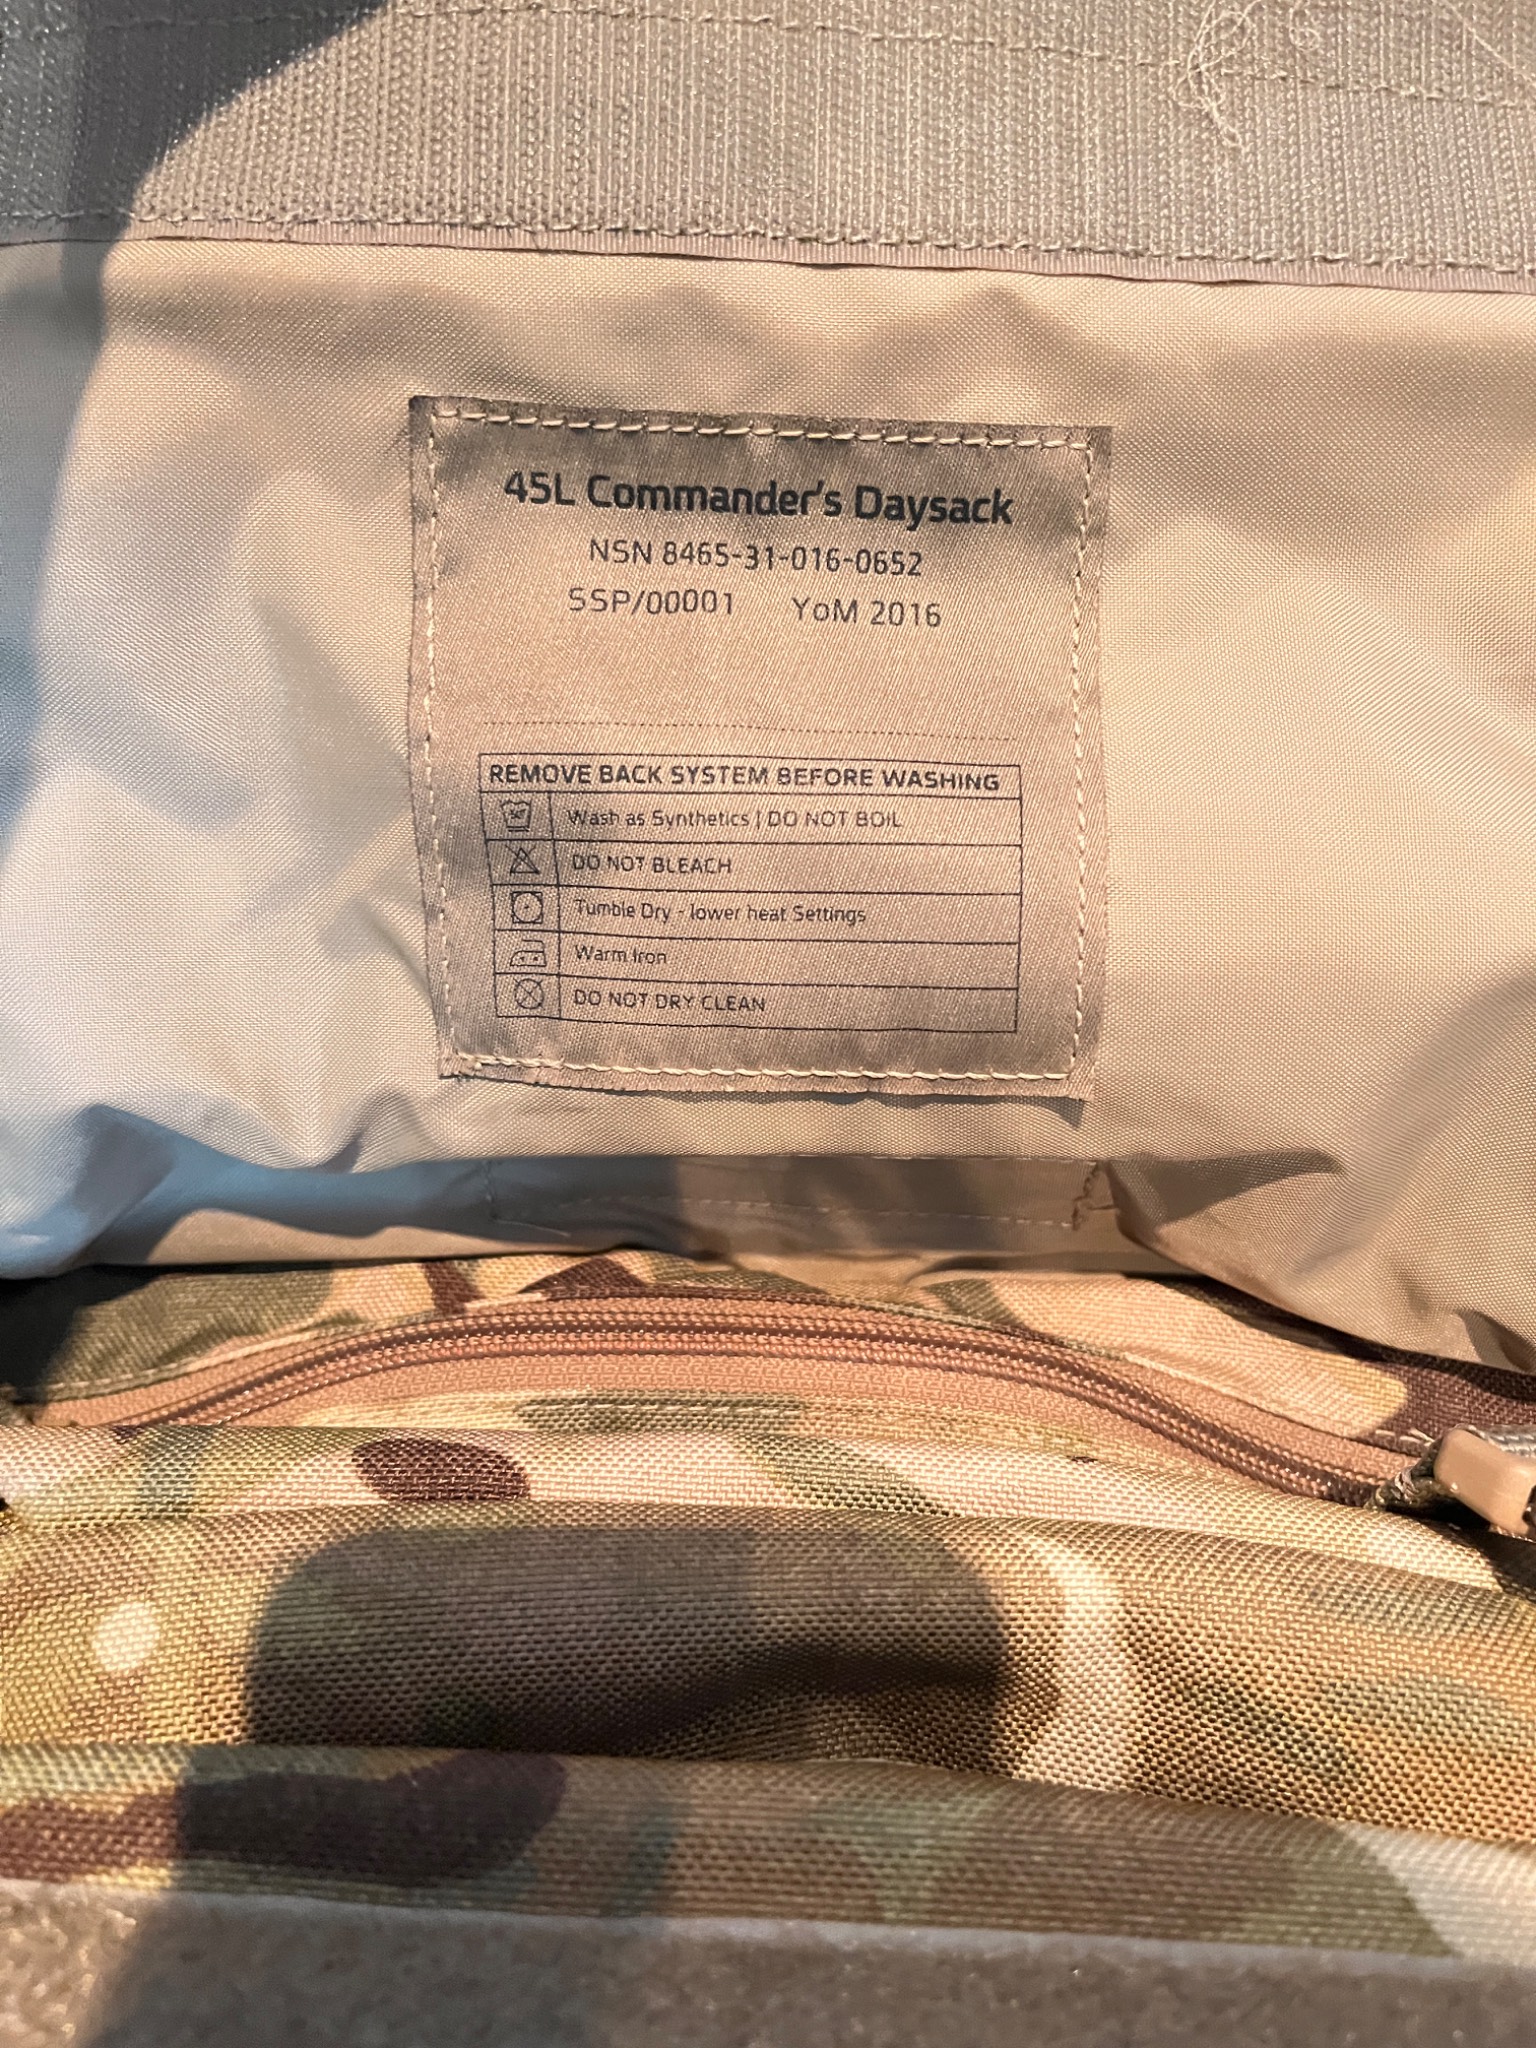 45L Commander's Daysack
NSN 8465-31-016-0652
SSP/00001 YoM 2016
REMOVE BACK SYSTEM BEFORE WASHING
Wash as Synthetics | DO NOT BOIL
DO NOT BLEACH
Tumble Dry - lower heat Settings
Warm Iron
DO NOT DRY CLEAN